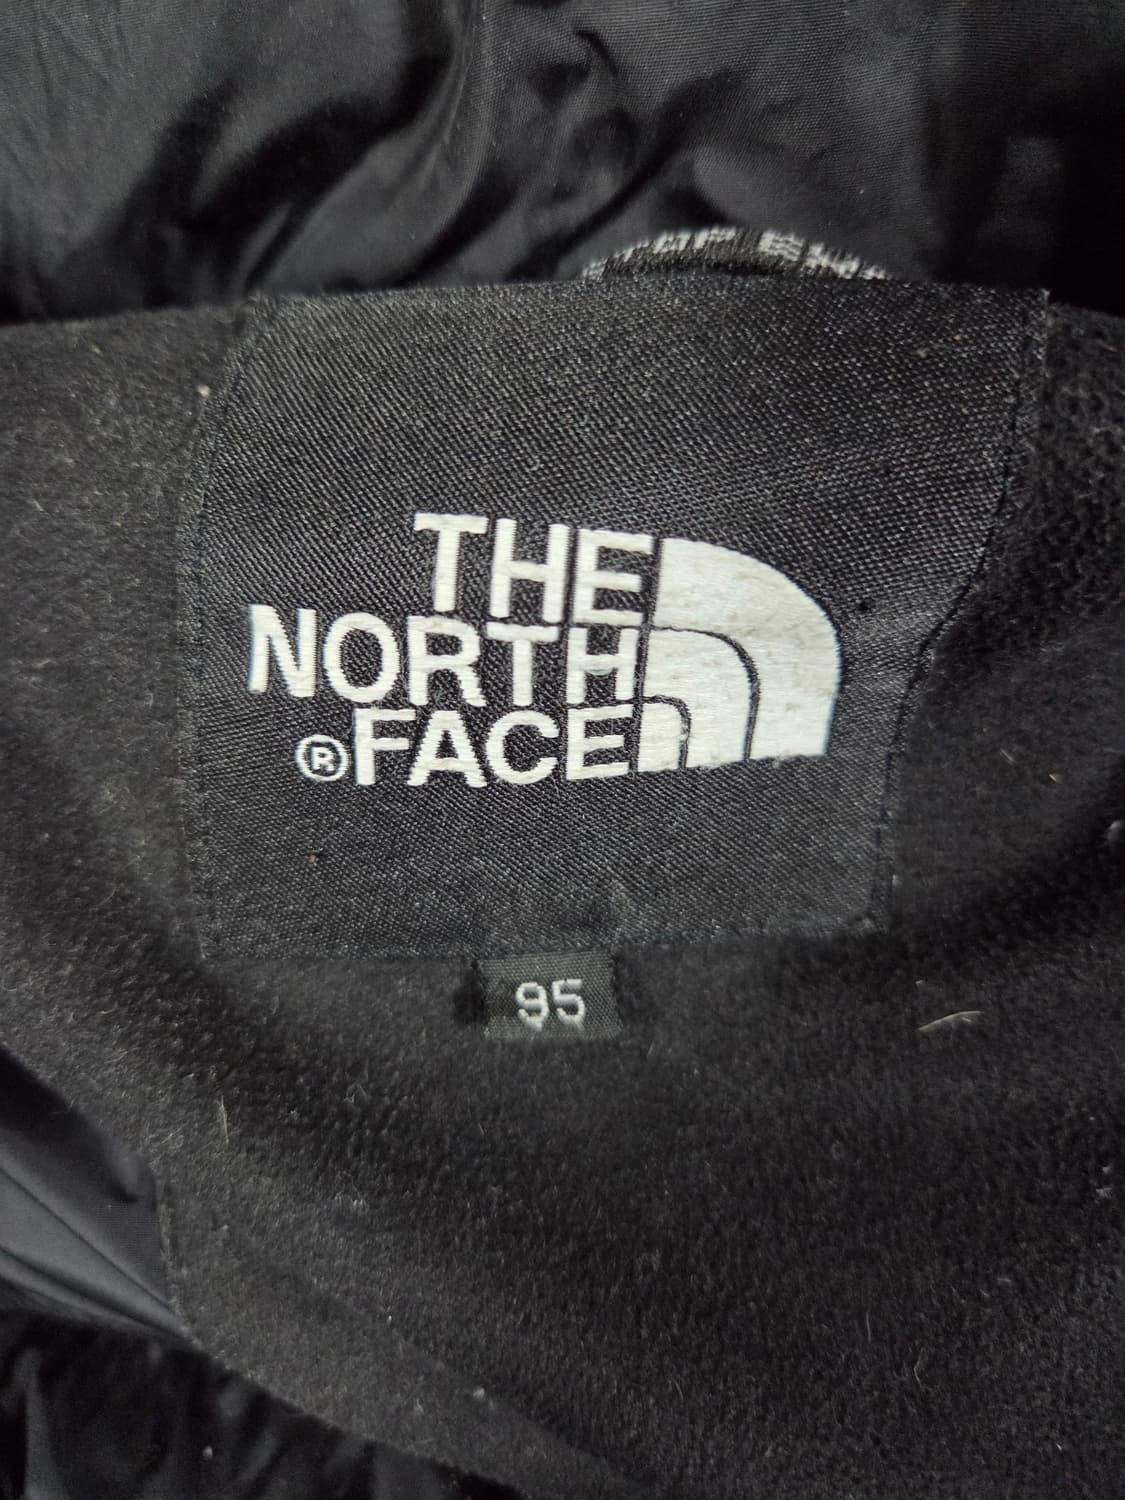 THE
NORTH
®FACE
95